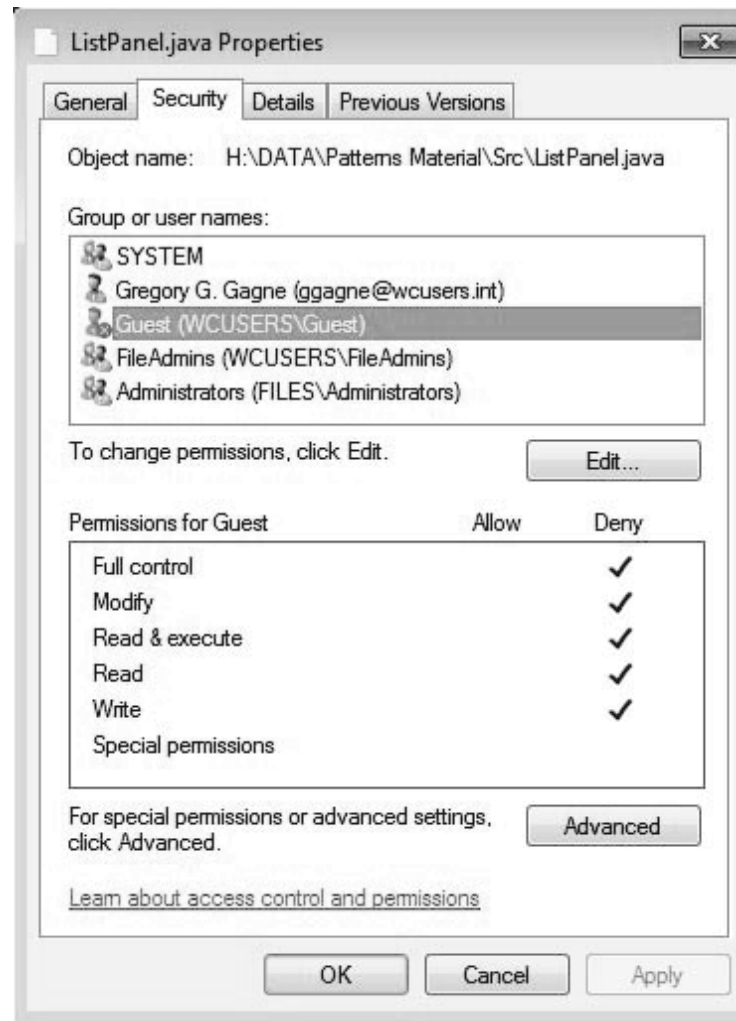 ListPanel.java Properties
General Security Details Previous Versions
Object name: H:\DATA\Patterns Material\Src\ListPanel.java
Group or user names:
SYSTEM
Gregory G. Gagne (ggagne@wcusers.int)
Guest (WCUSERS\Guest)
FileAdmins (WCUSERS\FileAdmins)
Administrators (FILES\Administrators)
To change permissions, click Edit.
Edit...
Permissions for Guest Allow Deny
Full control
Modify
Read & execute
Read
Write
Special permissions
For special permissions or advanced settings,
click Advanced.
Advanced
Learn about access control and permissions
OK Cancel Apply